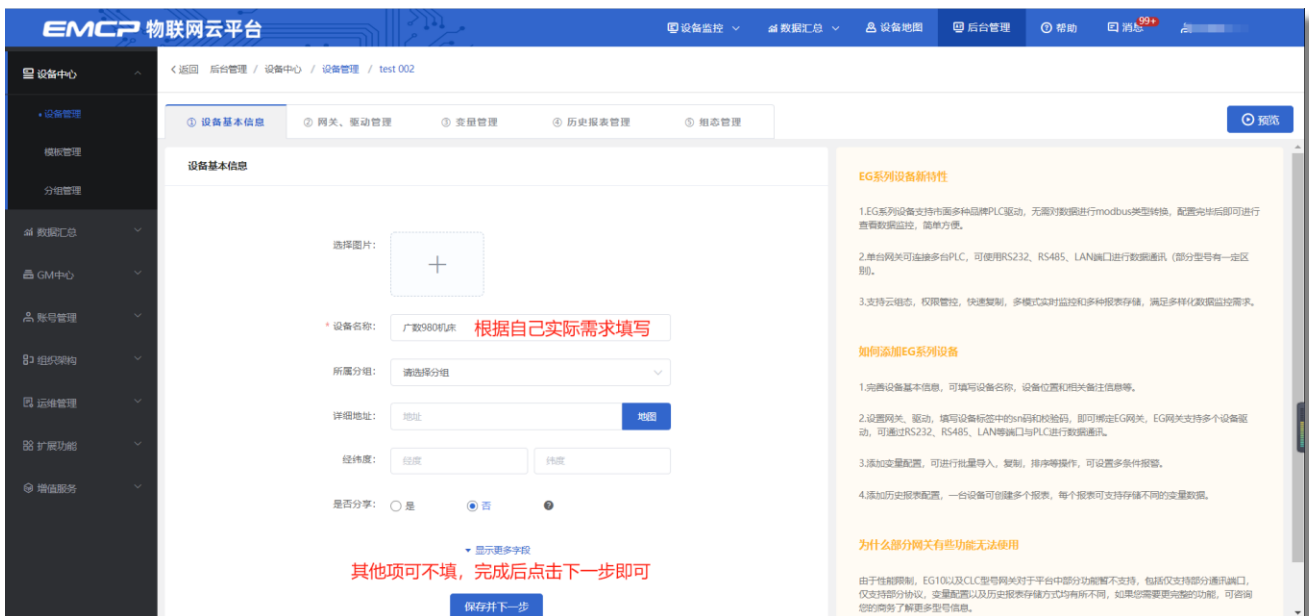 EMCP 物联网云平台
设备监控
数据汇总
设备地图
后台管理
帮助
消息
99+
设备中心
设备管理
模板管理
分组管理
数据汇总
GM中心
账号管理
组织架构
运维管理
扩展功能
增值服务
<返回 后台管理 / 设备中心 / 设备管理 / test 002
① 设备基本信息
② 网关、驱动管理
③ 变量管理
④ 历史报表管理
⑤ 组态管理
预览
设备基本信息
选择图片：
+
* 设备名称： 广数980机床 根据自己实际需求填写
所属分组： 请选择分组
详细地址： 地址 地图
经纬度： 经度 纬度
是否分享： 是 否
显示更多字段
其他项可不填，完成后点击下一步即可
保存并下一步
EG系列设备新特性
1.EG系列设备支持市面多种品牌PLC驱动，无需对数据进行modbus类型转换，配置完毕后即可进行
查看数据监控，简单方便。
2.单台网关可连接多台PLC，可使用RS232、RS485、LAN端口进行数据通讯（部分型号有一定区
别)。
3.支持云组态，权限管控，快速复制，多模式实时监控和多种报表存储，满足多样化数据监控需求。
如何添加EG系列设备
1.完善设备基本信息，可填写设备名称，设备位置和相关备注信息等。
2.设置网关、驱动，填写设备标签中的sn码和校验码，即可绑定EG网关，EG网关支持多个设备驱
动，可通过RS232、RS485、LAN等端口与PLC进行数据通讯。
3.添加变量配置，可进行批量导入，复制，排序等操作，可设置多条件报警。
4.添加历史报表配置，一台设备可创建多个报表，每个报表可支持存储不同的变量数据。
为什么部分网关有些功能无法使用
由于性能限制，EG10以及CLC型号网关对于平台中部分功能暂不支持，包括仅支持部分通讯端口，
仅支持部分协议，变量配置以及历史报表存储方式均有所不同，如果您需要更完整的功能，可咨询
您的商务了解更多型号信息。